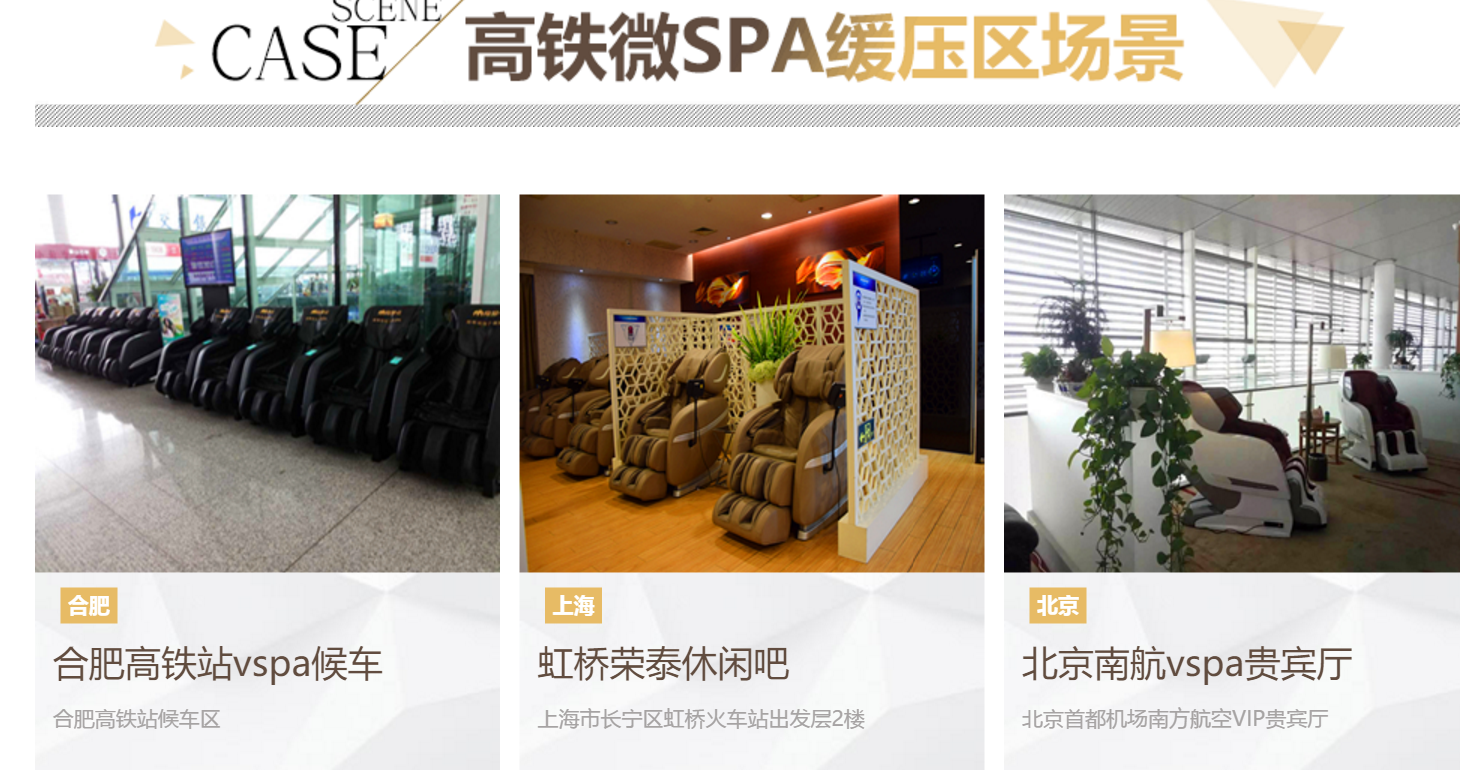 SCENE
CASE
高铁微SPA缓压区场景
合肥
合肥高铁站vspa候车
合肥高铁站候车区
上海
虹桥荣泰休闲吧
上海市长宁区虹桥火车站出发层2楼
北京
北京南航vspa贵宾厅
北京首都机场南方航空VIP贵宾厅